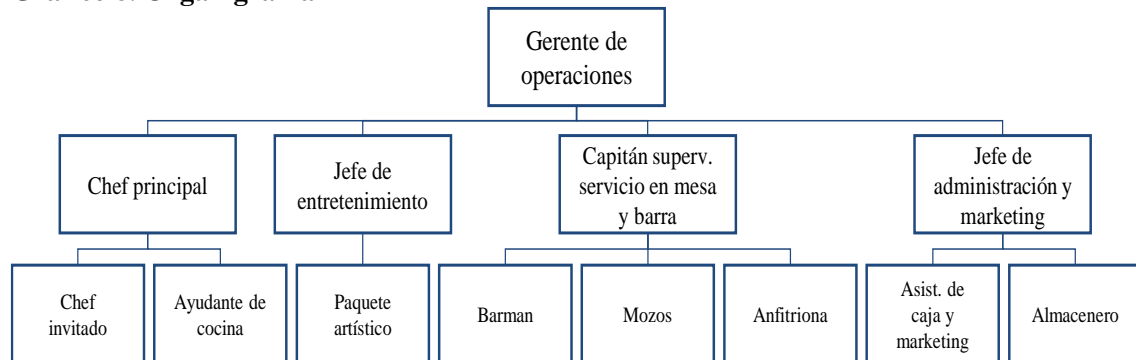 Gerente de
operaciones
Chef principal
Jefe de
entretenimiento
Capitán superv.
servicio en mesa
y barra
Jefe de
administración y
marketing
Chef
invitado
Ayudante de
cocina
Paquete
artístico
Barman
Mozos
Anfitriona
Asist. de
caja y
marketing
Almacenero